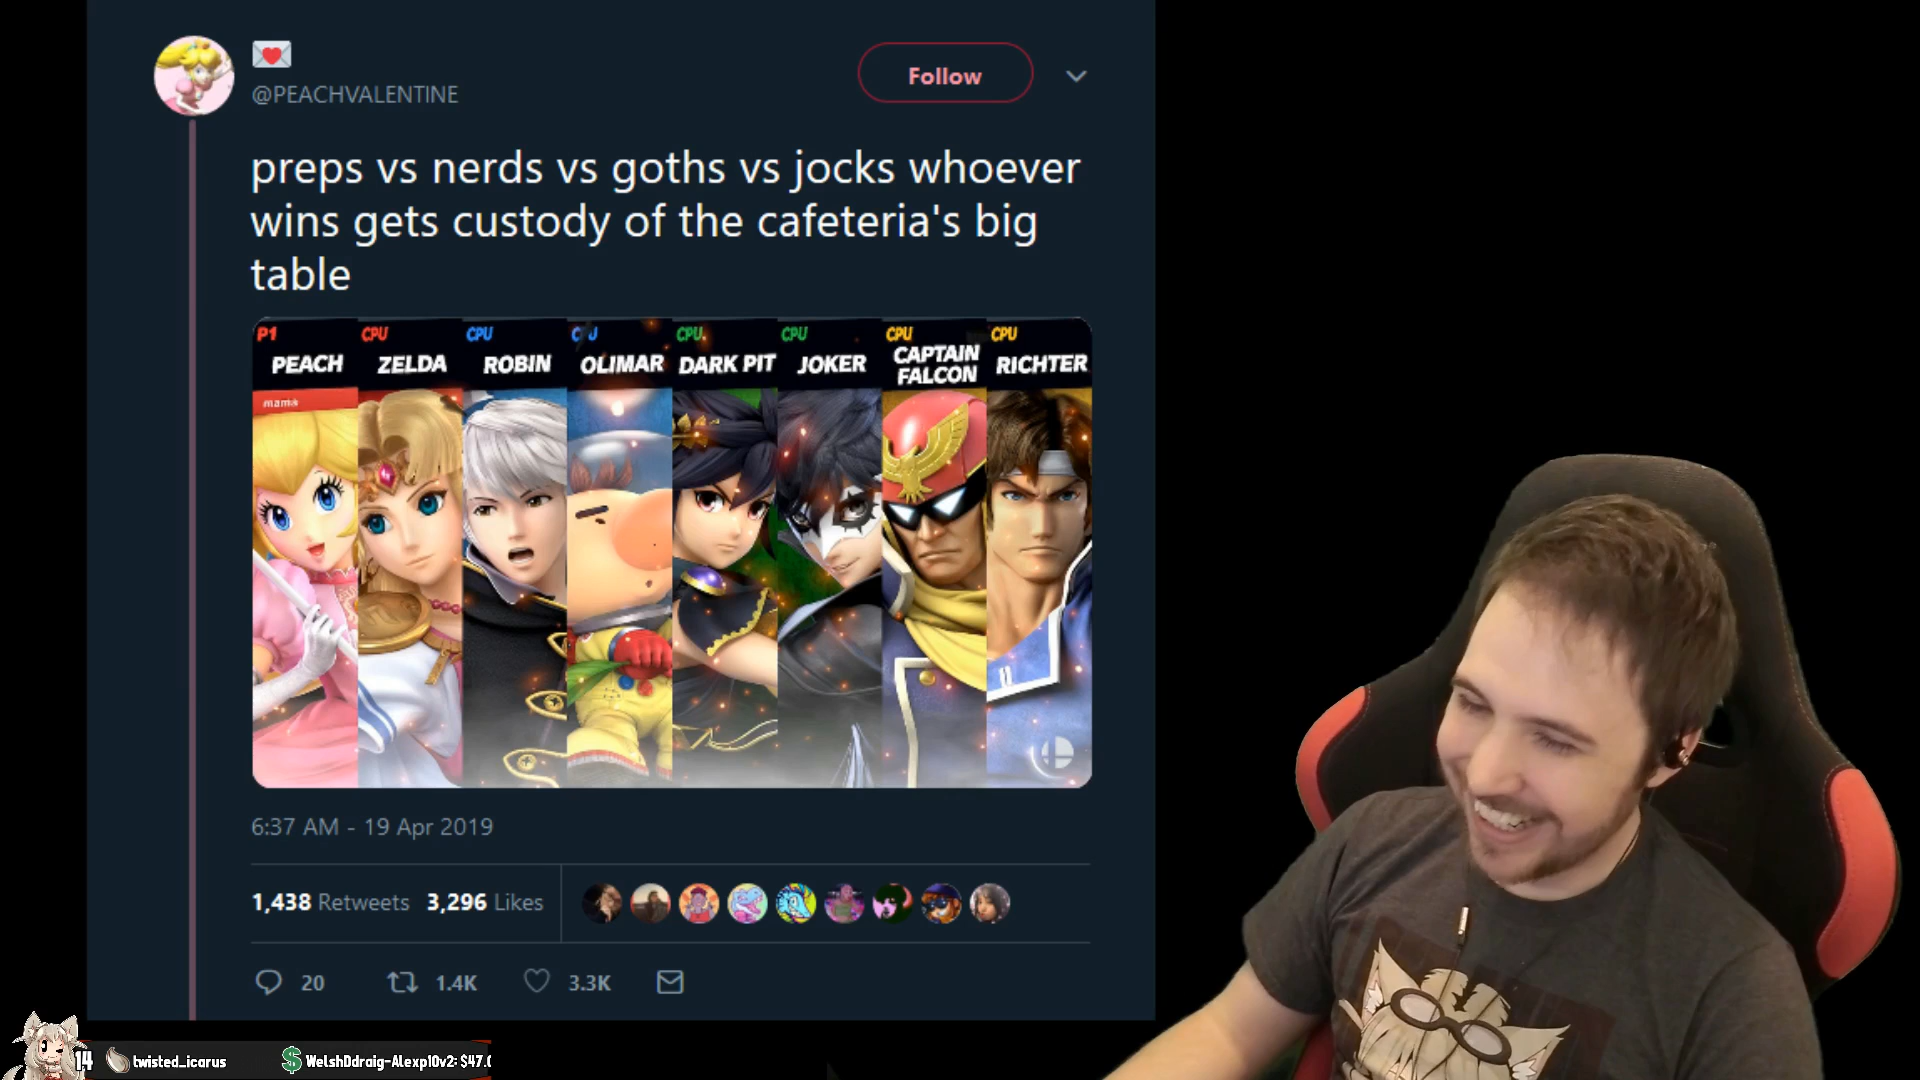 @PEACHVALENTINE
Follow
preps vs nerds vs goths vs jocks whoever
wins gets custody of the cafeteria's big
table
P1 CPU CPU CPU CPU CPU CPU
PEACH ZELDA ROBIN OLIMAR DARK PIT JOKER CAPTAIN FALCON RICHTER
mama
6:37 AM - 19 Apr 2019
1,438 Retweets 3,296 Likes
20 1.4K 3.3K
14 twisted_icarus $ WelshDdraig-Alexp10v2: $47.